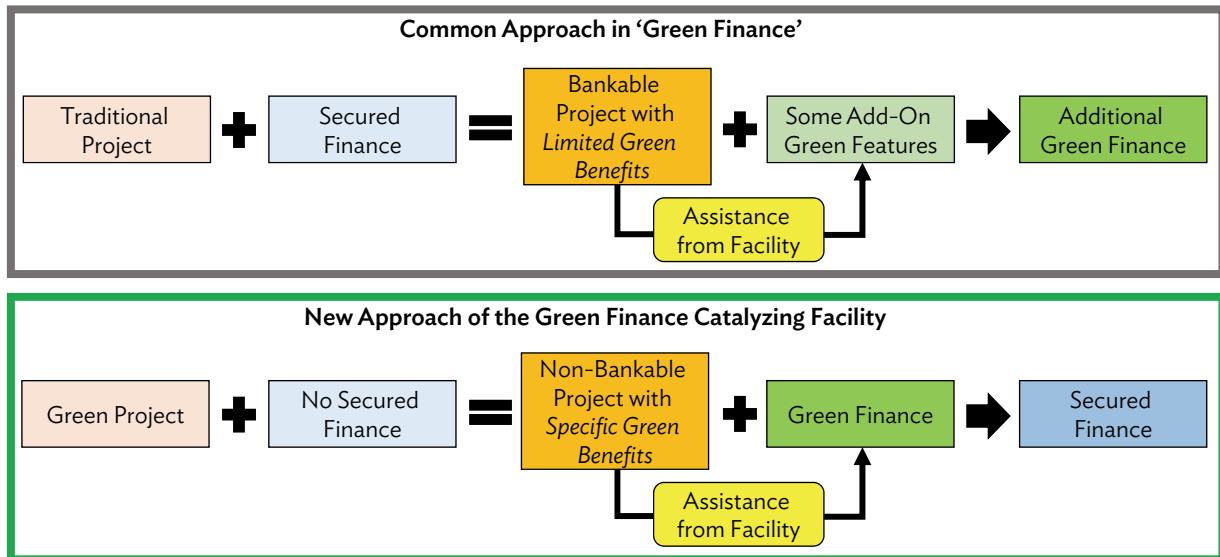 Common Approach in ‘Green Finance’
Traditional
Project
Secured
Finance
Bankable
Project with
Limited Green
Benefits
Some Add-On
Green Features
Additional
Green Finance
Assistance
from Facility
New Approach of the Green Finance Catalyzing Facility
Green Project
No Secured
Finance
Non-Bankable
Project with
Specific Green
Benefits
Green Finance
Secured
Finance
Assistance
from Facility